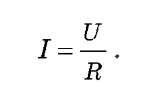 I = U/R .